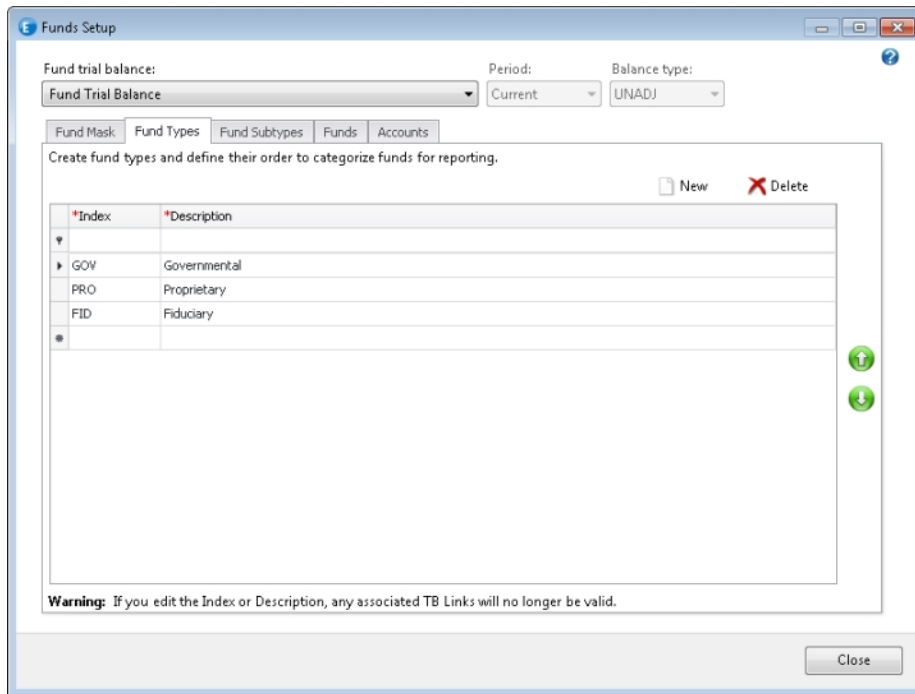 Funds Setup
Fund trial balance: Period: Balance type:
Fund Trial Balance Current UNADJ
Fund Mask Fund Types Fund Subtypes Funds Accounts
Create fund types and define their order to categorize funds for reporting.
New Delete
*Index *Description
GOV Governmental
PRO Proprietary
FID Fiduciary
Warning: If you edit the Index or Description, any associated TB Links will no longer be valid.
Close